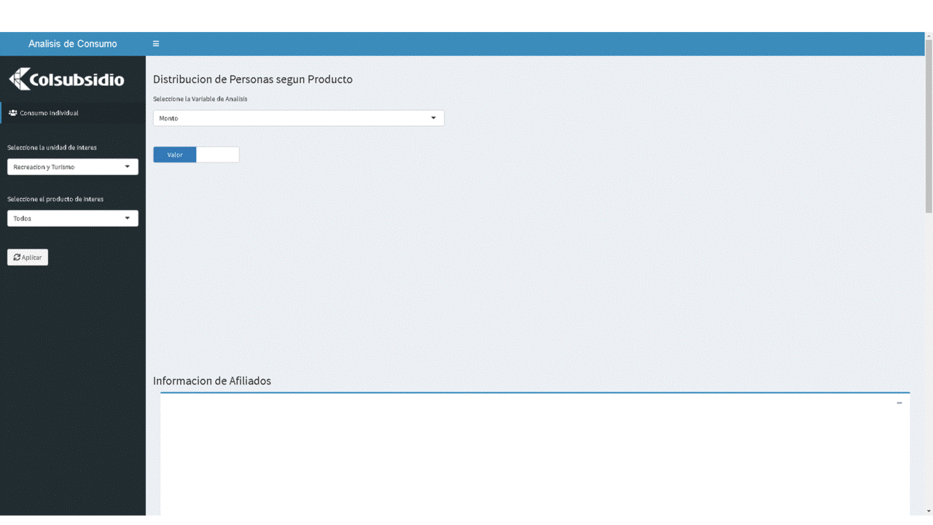 Analisis de Consumo
Colsubsidio
Consumo Individual
Seleccione la unidad de interes
Recreacion y Turismo
Seleccione el producto de interes
Todos
Aplicar
Distribucion de Personas segun Producto
Seleccione la Variable de Analisis
Monto
Valor
Informacion de Afiliados